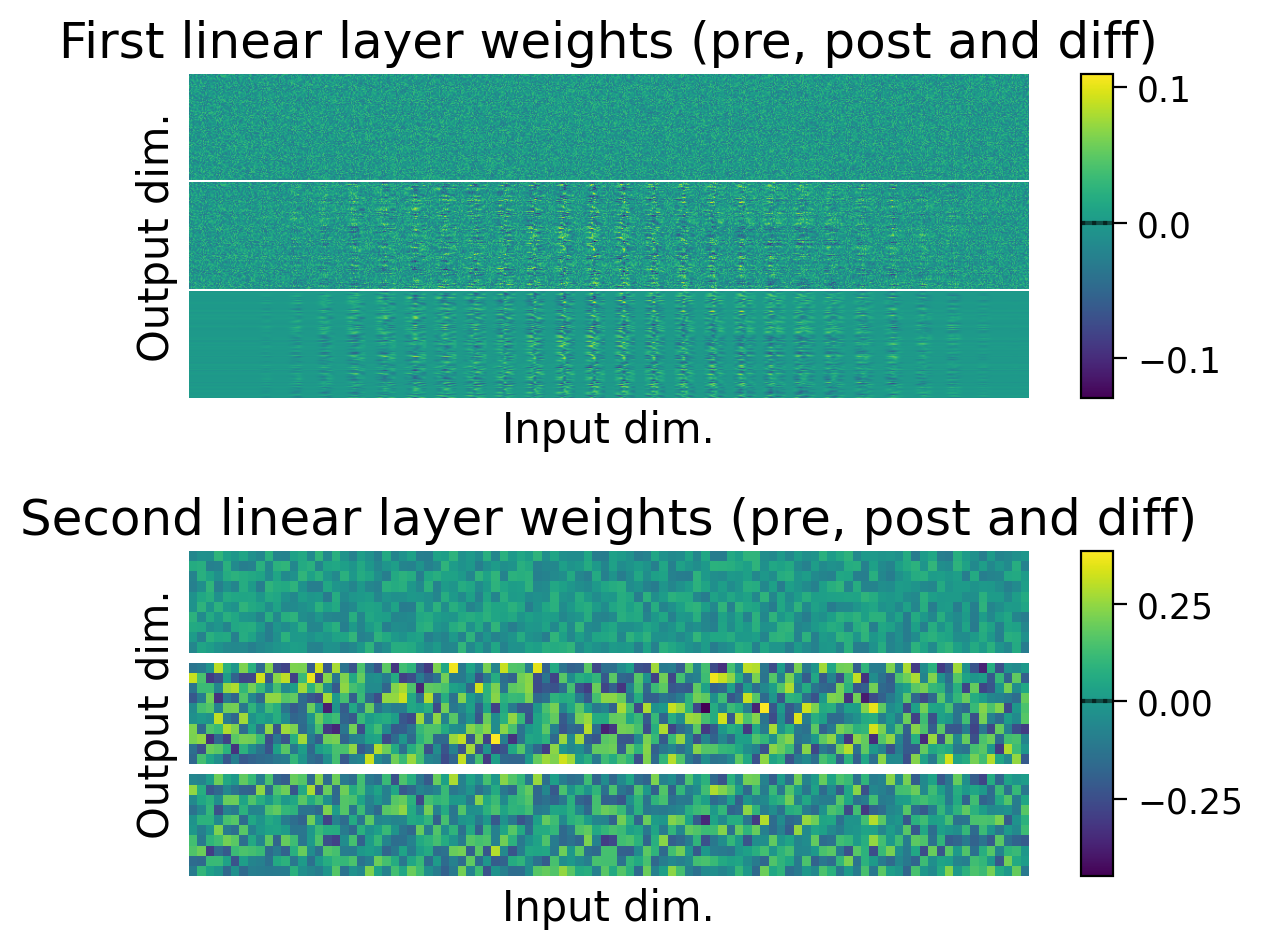 First linear layer weights (pre, post and diff)
Output dim.
0.1
0.0
−0.1
Input dim.
Second linear layer weights (pre, post and diff)
Output dim.
0.25
0.00
−0.25
Input dim.